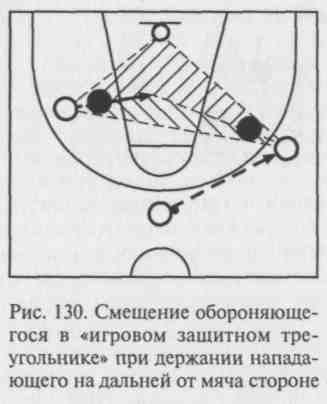 Рис. 130. Смещение обороняюще-
гося в «игровом защитном тре-
угольнике» при держании напада-
ющего на дальней от мяча стороне